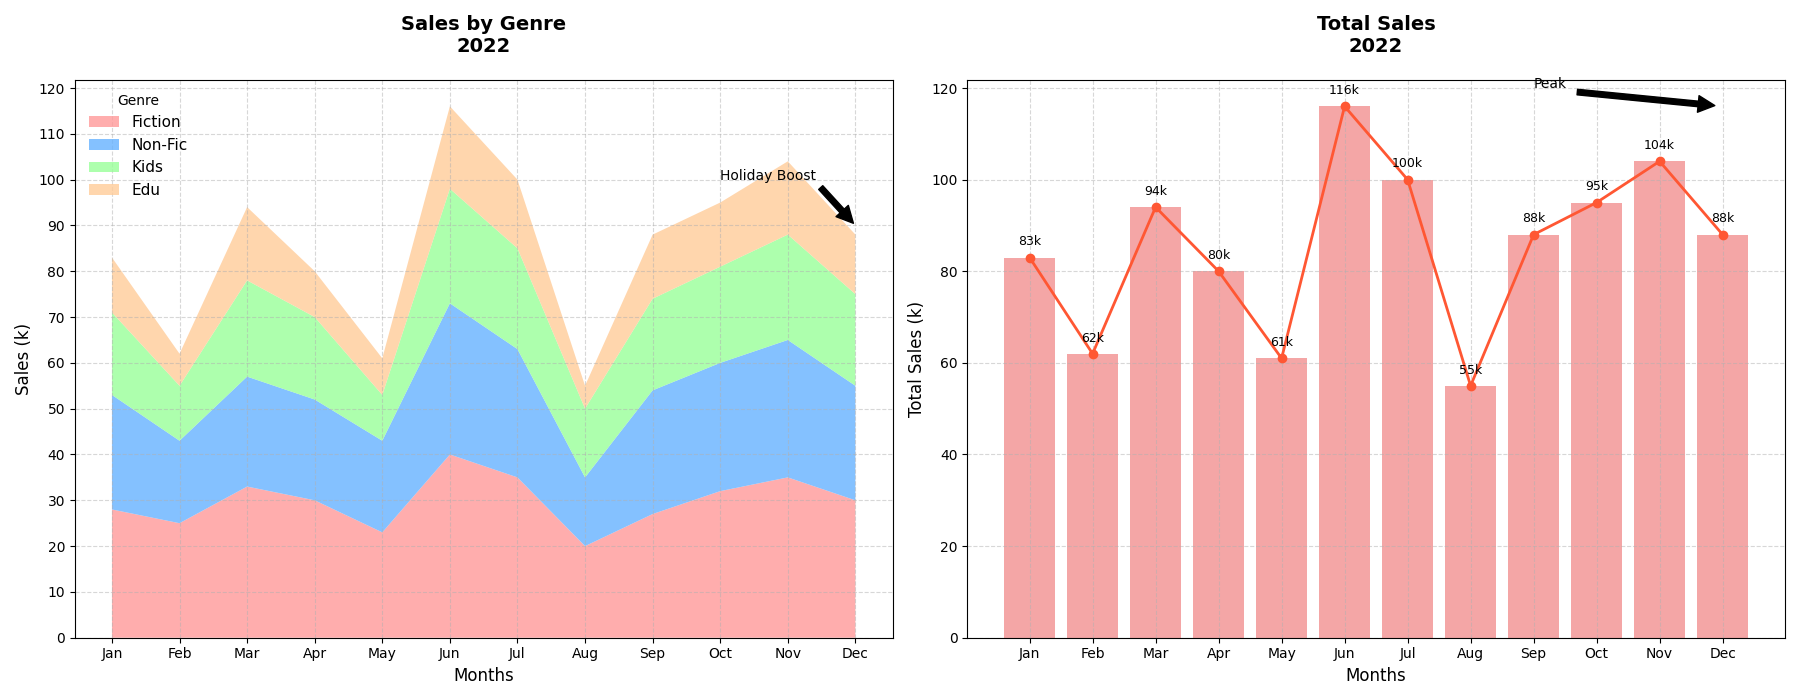 Sales by Genre
2022
Sales (k)
120
110
100
90
80
70
60
50
40
30
20
10
0
Genre
Fiction
Non-Fic
Kids
Edu
Holiday Boost
Jan Feb Mar Apr May Jun Jul Aug Sep Oct Nov Dec
Months
Total Sales
2022
Total Sales (k)
120
100
80
60
40
20
0
Peak
83k
62k
94k
80k
61k
116k
100k
55k
88k
95k
104k
88k
Jan Feb Mar Apr May Jun Jul Aug Sep Oct Nov Dec
Months